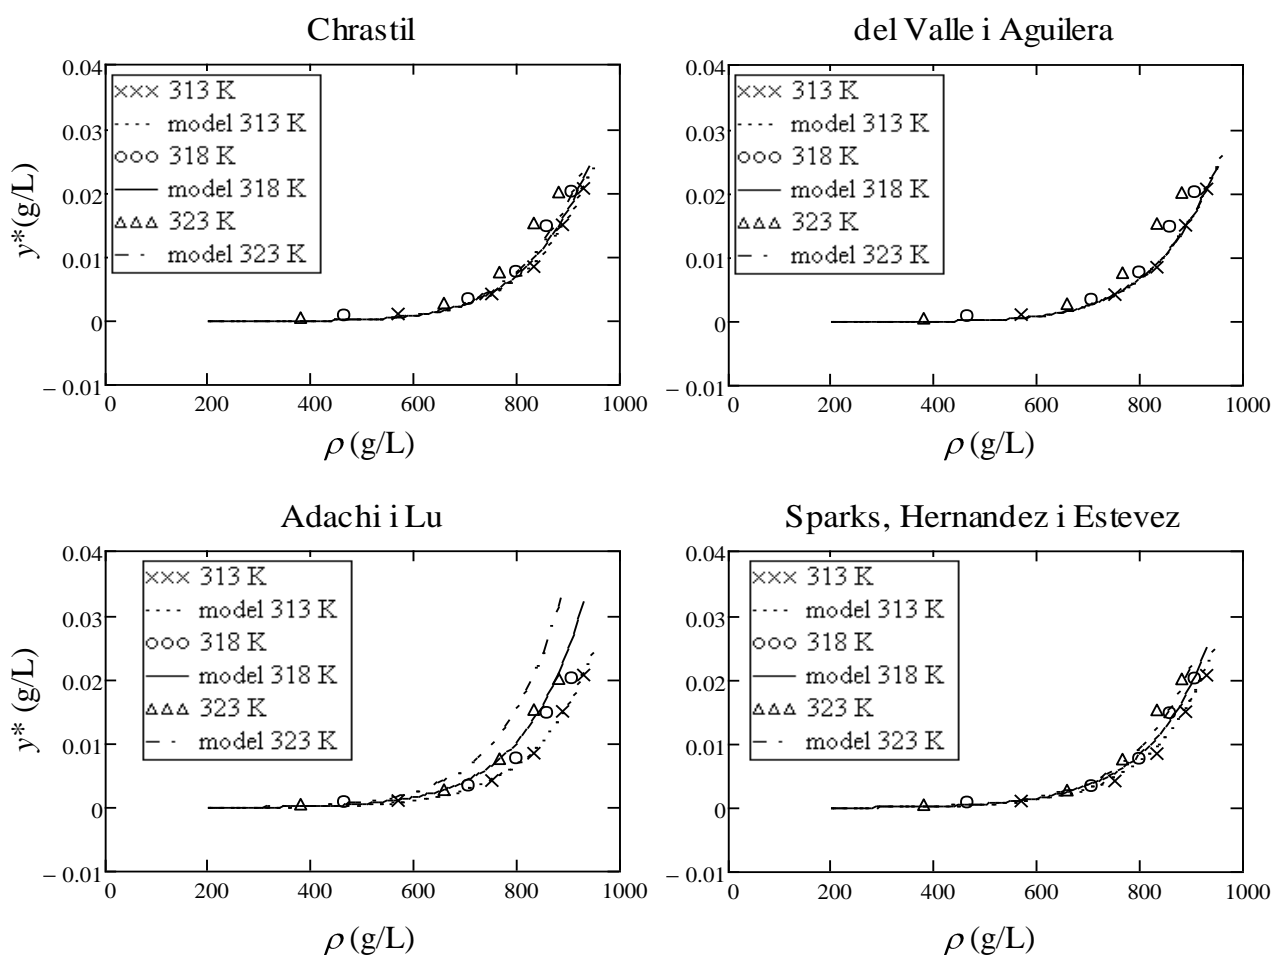 Chrastil
0.04
0.03
0.02
0.01
0
– 0.01
y* (g/L)
××× 313 K
model 313 K
ooo 318 K
model 318 K
ΔΔΔ 323 K
model 323 K
0 200 400 600 800 1000
ρ (g/L)
del Valle i Aguilera
0.04
0.03
0.02
0.01
0
– 0.01
××× 313 K
model 313 K
ooo 318 K
model 318 K
ΔΔΔ 323 K
model 323 K
0 200 400 600 800 1000
ρ (g/L)
Adachi i Lu
0.04
0.03
0.02
0.01
0
– 0.01
y* (g/L)
××× 313 K
model 313 K
ooo 318 K
model 318 K
ΔΔΔ 323 K
model 323 K
0 200 400 600 800 1000
ρ (g/L)
Sparks, Hernandez i Estevez
0.04
0.03
0.02
0.01
0
– 0.01
××× 313 K
model 313 K
ooo 318 K
model 318 K
ΔΔΔ 323 K
model 323 K
0 200 400 600 800 1000
ρ (g/L)